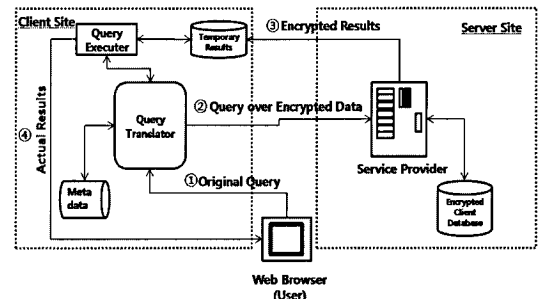 Client Site
Server Site
Query
Executer
Temporary
Results
③ Encrypted Results
Query
Translator
② Query over Encrypted Data
④ Actual Results
Service Provider
Meta
data
①Original Query
Encrypted
Client
Database
Web Browser
(User)